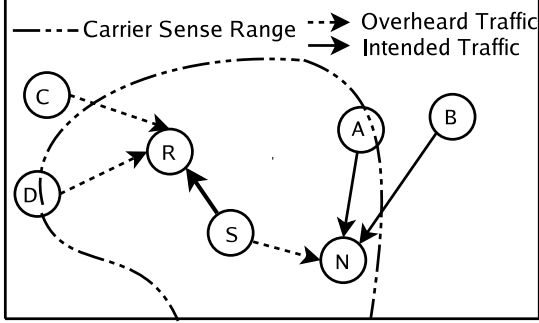 Carrier Sense Range
Overheard Traffic
Intended Traffic
C
A
B
R
D
S
N